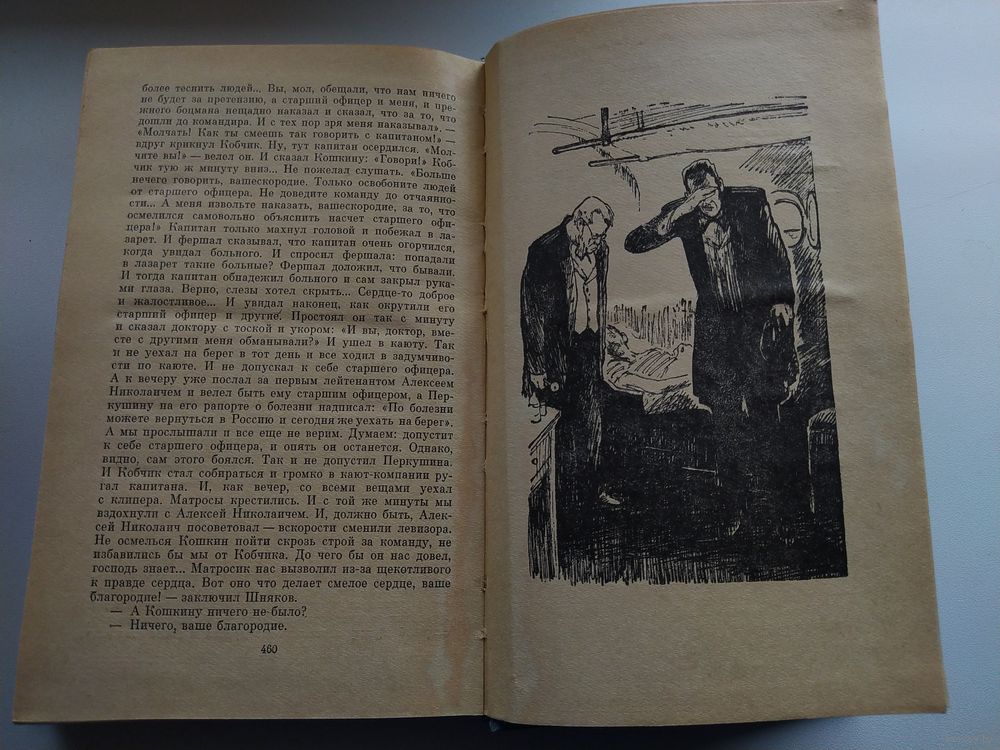 более теснить людей... Вы, мол, обещали, что нам ничего
не будет за претензию, а старший офицер и меня, и пре-
жнего боцмана нещадно наказал и сказал, что за то, что
дошли до командира. И с тех пор зря меня наказывал». —
«Молчать! Как ты смеешь так говорить с капитаном!» —
вдруг крикнул Кобчик. Ну, тут капитан осердился. «Мол-
чите вы!» — велел он. И сказал Кошкину: «Говори!» Коб-
чик тую ж минуту вниз... Не пожелал слушать. «Больше
нечего говорить, вашескородие. Только освободите людей
от старшего офицера. Не доведите команду до отчаянно-
сти... А меня извольте наказать, вашескородие, за то, что
осмелился самовольно объяснить насчет старшего офи-
цера!» Капитан только махнул головой и побежал в ла-
зарет. И фершал сказывал, что капитан очень огорчился,
когда увидал больного. И спросил фершала: попадали
в лазарет такие больные? Фершал доложил, что бывали.
И тогда капитан обнадежил больного и сам закрыл рука-
ми глаза. Верно, слезы хотел скрыть... Сердце-то доброе
и жалостливое... И увидал наконец, как окрутили его
старший офицер и другие. Простоял он так с минуту
и сказал доктору с тоской и укором: «И вы, доктор, вме-
сте с другими меня обманывали?» И ушел в каюту. Так
и не уехал на берег в тот день и все ходил в задумчиво-
сти по каюте. И не допускал к себе старшего офицера.
А к вечеру уже послал за первым лейтенантом Алексеем
Николаичем и велел быть ему старшим офицером, а Пер-
кушину на его рапорте о болезни надписал: «По болезни
можете вернуться в Россию и сегодня же уехать на берег».
А мы прослышали и все еще не верим. Думаем: допустит
к себе старшего офицера, и опять он останется. Однако,
видно, сам этого боялся. Так и не допустил Перкушина.
И Кобчик стал собираться и громко в кают-компании ру-
гал капитана. И, как вечер, со всеми вещами уехал
с клипера. Матросы крестились. И с той же минуты мы
вздохнули с Алексеем Николаичем. И, должно быть, Алек-
сей Николаич посоветовал — вскорости сменили левизора.
Не осмелься Кошкин пойти скрозь строй за команду, не
избавились бы мы от Кобчика. До чего бы он нас довел,
господь знает... Матросик нас вызволил из-за щекотливого
к правде сердца. Вот оно что делает смелое сердце, ваше
благородие! — заключил Шняков.
— А Кошкину ничего не было?
— Ничего, ваше благородие.
460